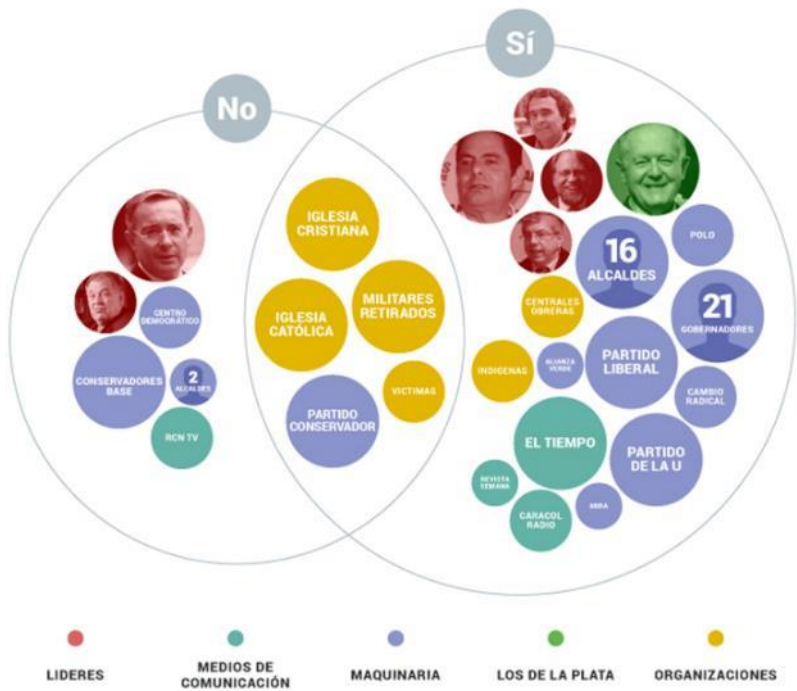 Sí
No
IGLESIA
CRISTIANA
IGLESIA
CATÓLICA
MILITARES
RETIRADOS
VICTIMAS
PARTIDO
CONSERVADOR
CENTRO
DEMOCRÁTICO
CONSERVADORES
BASE
2
ALCALDES
RCN TV
16
ALCALDES
POLO
21
GOBERNADORES
CENTRALES
OBRERAS
INDIGENAS
ALIANZA
VERDE
PARTIDO
LIBERAL
CAMBIO
RADICAL
EL TIEMPO
PARTIDO
DE LA U
REVISTA
SEMANA
CARACOL
RADIO
MIRA
LIDERES
MEDIOS DE
COMUNICACIÓN
MAQUINARIA
LOS DE LA PLATA
ORGANIZACIONES